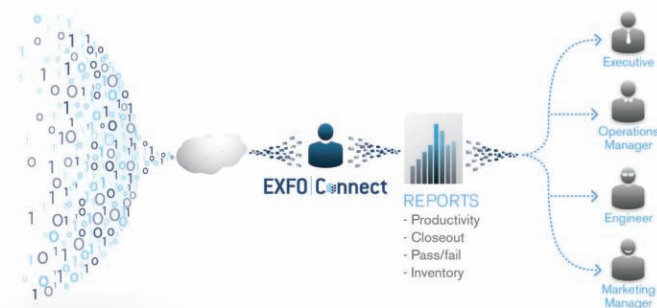 EXFO Connect
REPORTS
- Productivity
- Closeout
- Pass/fail
- Inventory
Executive
Operations
Manager
Engineer
Marketing
Manager